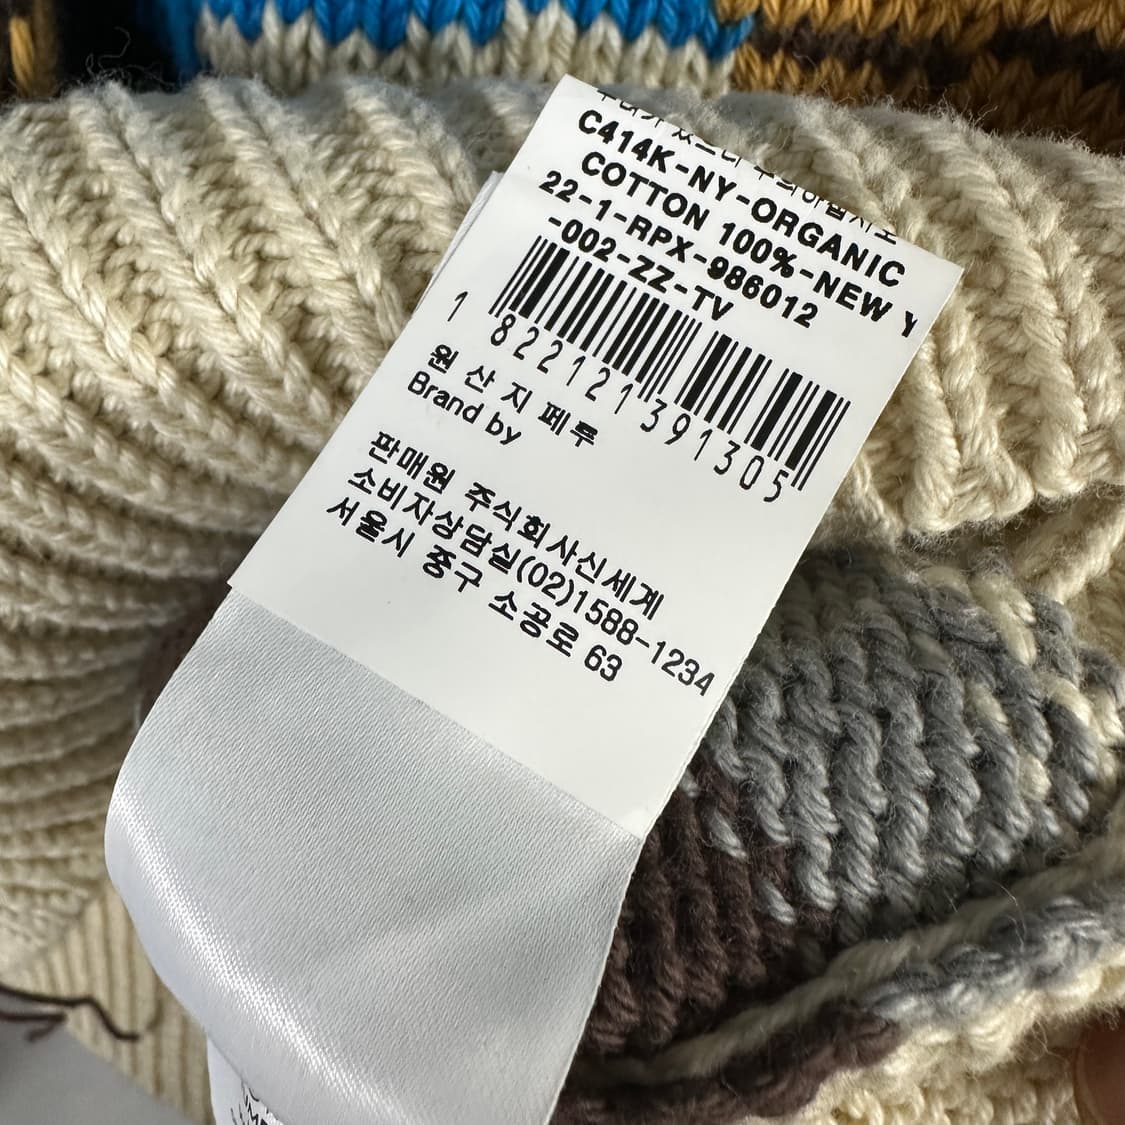 C414K-NY-ORGANIC
COTTON 100%-NEW Y
22-1-RPX-986012
-002-ZZ-TV
1 822121 391305
원산지 페루
Brand by
판매원 주식회사신세계
소비자상담실(02)1588-1234
서울시 중구 소공로 63